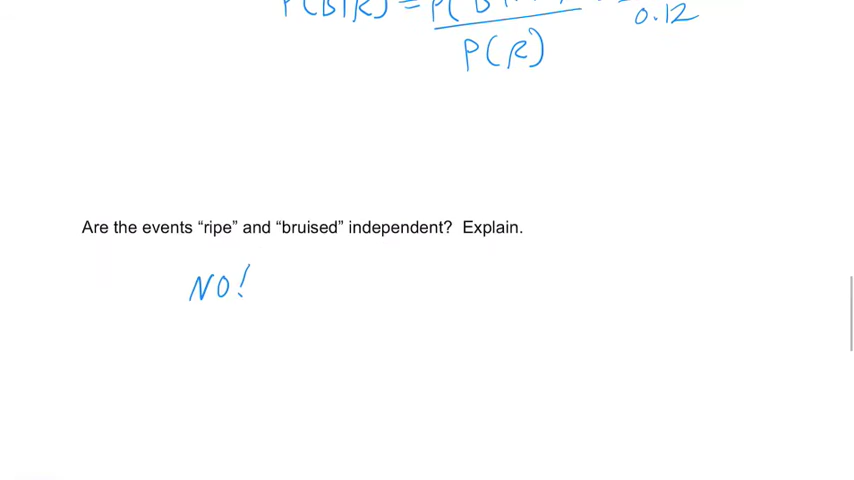 P(B|R) = P(B
0.12
P(R)
Are the events “ripe” and “bruised” independent? Explain.
NO!